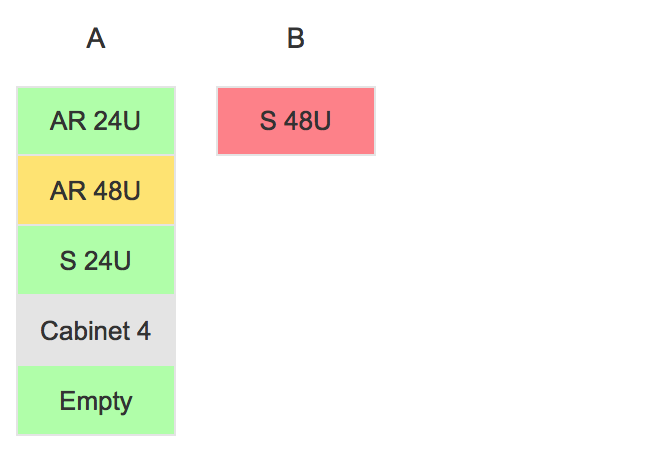 A
B
AR 24U
S 48U
AR 48U
S 24U
Cabinet 4
Empty